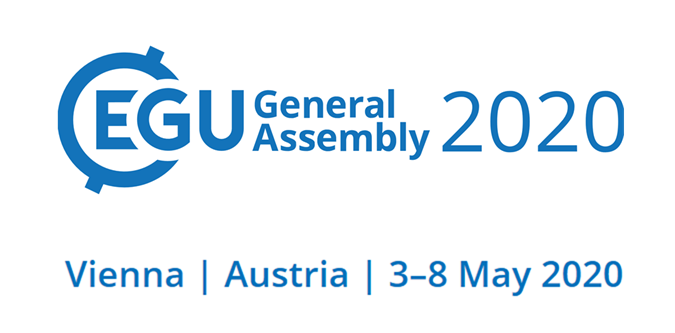 EGU General Assembly 2020
Vienna | Austria | 3–8 May 2020